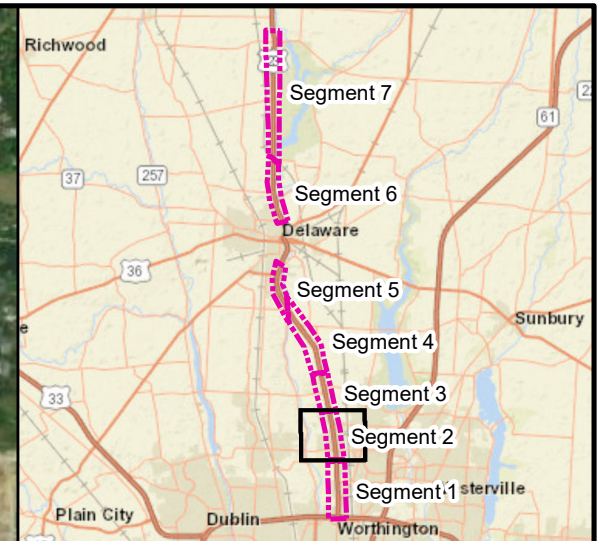 Richwood
61
Segment 7
37
257
Segment 6
Delaware
36
Segment 5
Sunbury
Segment 4
33
Segment 3
Segment 2
Segment 1
sterville
Plain City
Dublin
Worthington